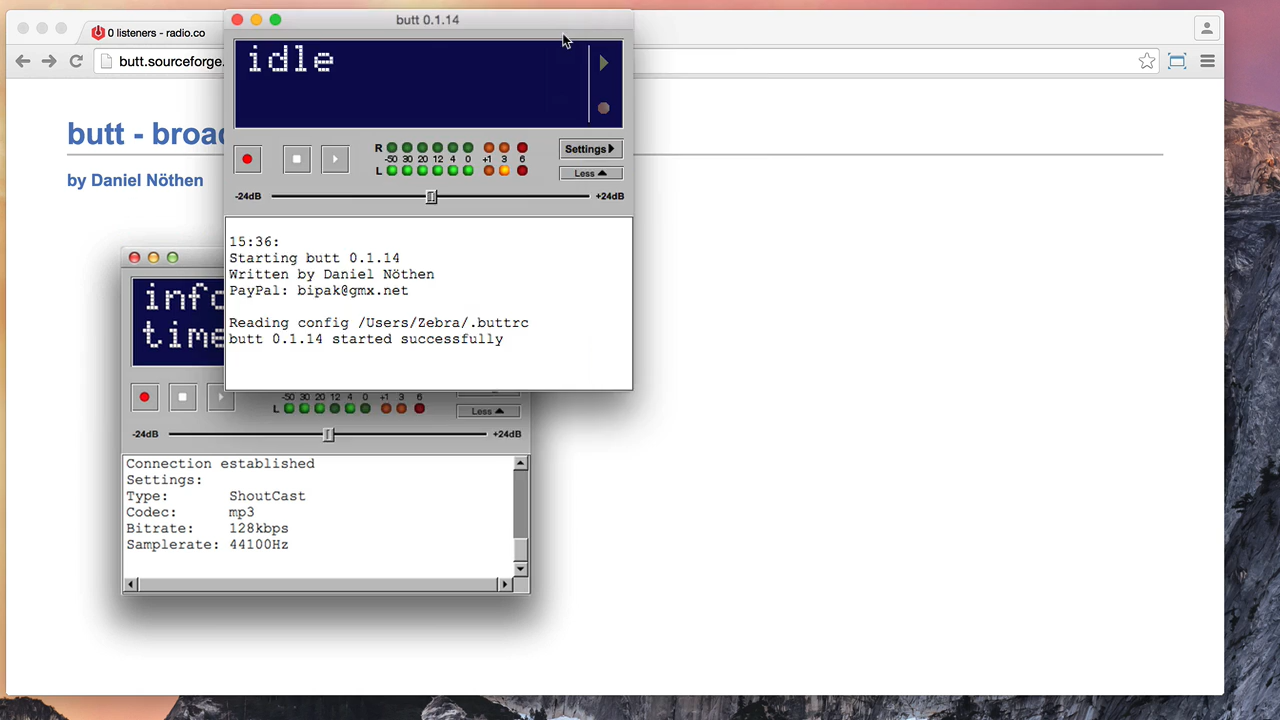 butt 0.1.14
0 listeners - radio.co
butt.sourceforge.
idle
butt - broad
by Daniel Nöthen
R
-50 30 20 12 4 0 +1 3 6
L
Settings
Less
-24dB
+24dB
15:36:
Starting butt 0.1.14
Written by Daniel Nöthen
PayPal: bipak@gmx.net
Reading config /Users/Zebra/.buttrc
butt 0.1.14 started successfully
info
time
-50 30 20 12 4 0 +1 3 6
L
Less
-24dB
+24dB
Connection established
Settings:
Type: ShoutCast
Codec: mp3
Bitrate: 128kbps
Samplerate: 44100Hz